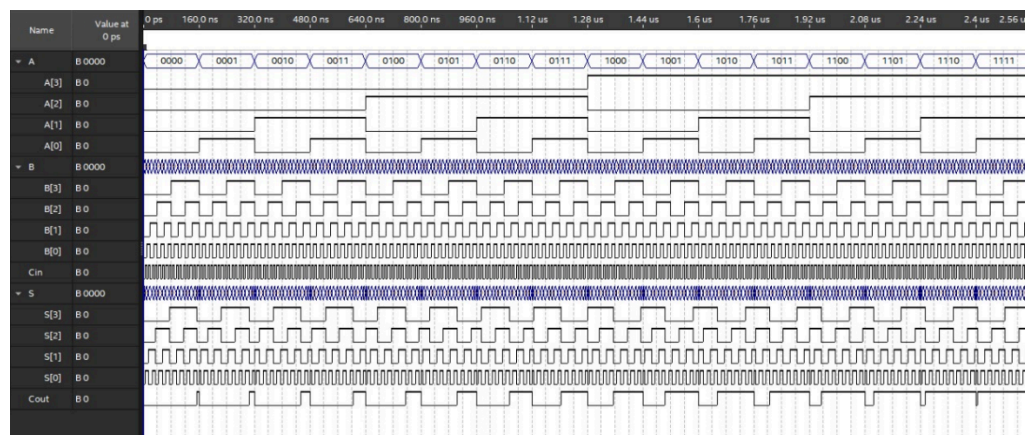 Name Value at 0 ps 0 ps 160.0 ns 320.0 ns 480.0 ns 640.0 ns 800.0 ns 960.0 ns 1.12 us 1.28 us 1.44 us 1.6 us 1.76 us 1.92 us 2.08 us 2.24 us 2.4 us 2.56 u
A B 0000 0000 0001 0010 0011 0100 0101 0110 0111 1000 1001 1010 1011 1100 1101 1110 1111
A[3] B 0
A[2] B 0
A[1] B 0
A[0] B 0
B B 0000
B[3] B 0
B[2] B 0
B[1] B 0
B[0] B 0
Cin B 0
S B 0000
S[3] B 0
S[2] B 0
S[1] B 0
S[0] B 0
Cout B 0